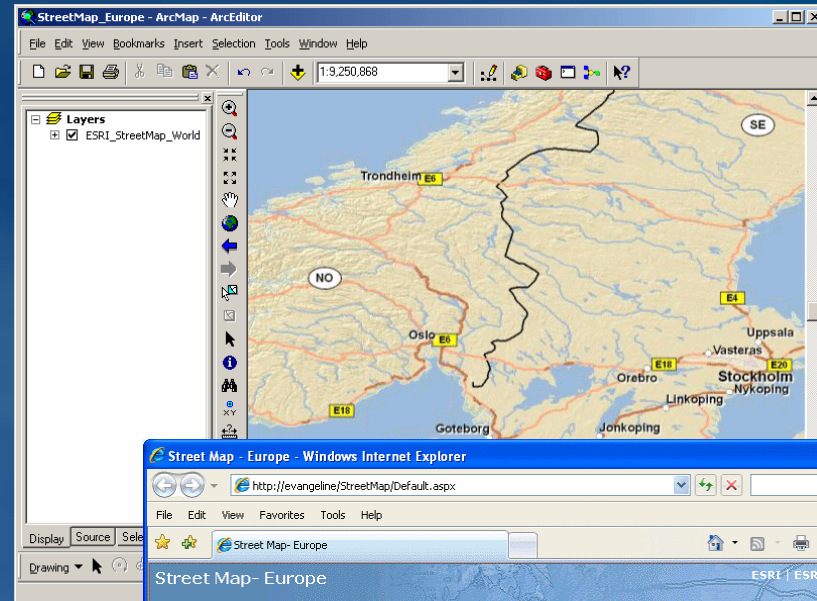 StreetMap_Europe - ArcMap - ArcEditor
File Edit View Bookmarks Insert Selection Tools Window Help
1:9,250,868
Layers
ESRI_StreetMap_World
SE
Trondheim E6
NO
E4
Oslo E6
Uppsala
Vasteras
E18 E20
Orebro Stockholm
Nykoping
Linkoping
E18
Goteborg Jonkoping
XY
Display Source Sele
Drawing
Street Map - Europe - Windows Internet Explorer
http://evangeline/StreetMap/Default.aspx
File Edit View Favorites Tools Help
Street Map- Europe
Street Map- Europe
ESRI | ESR